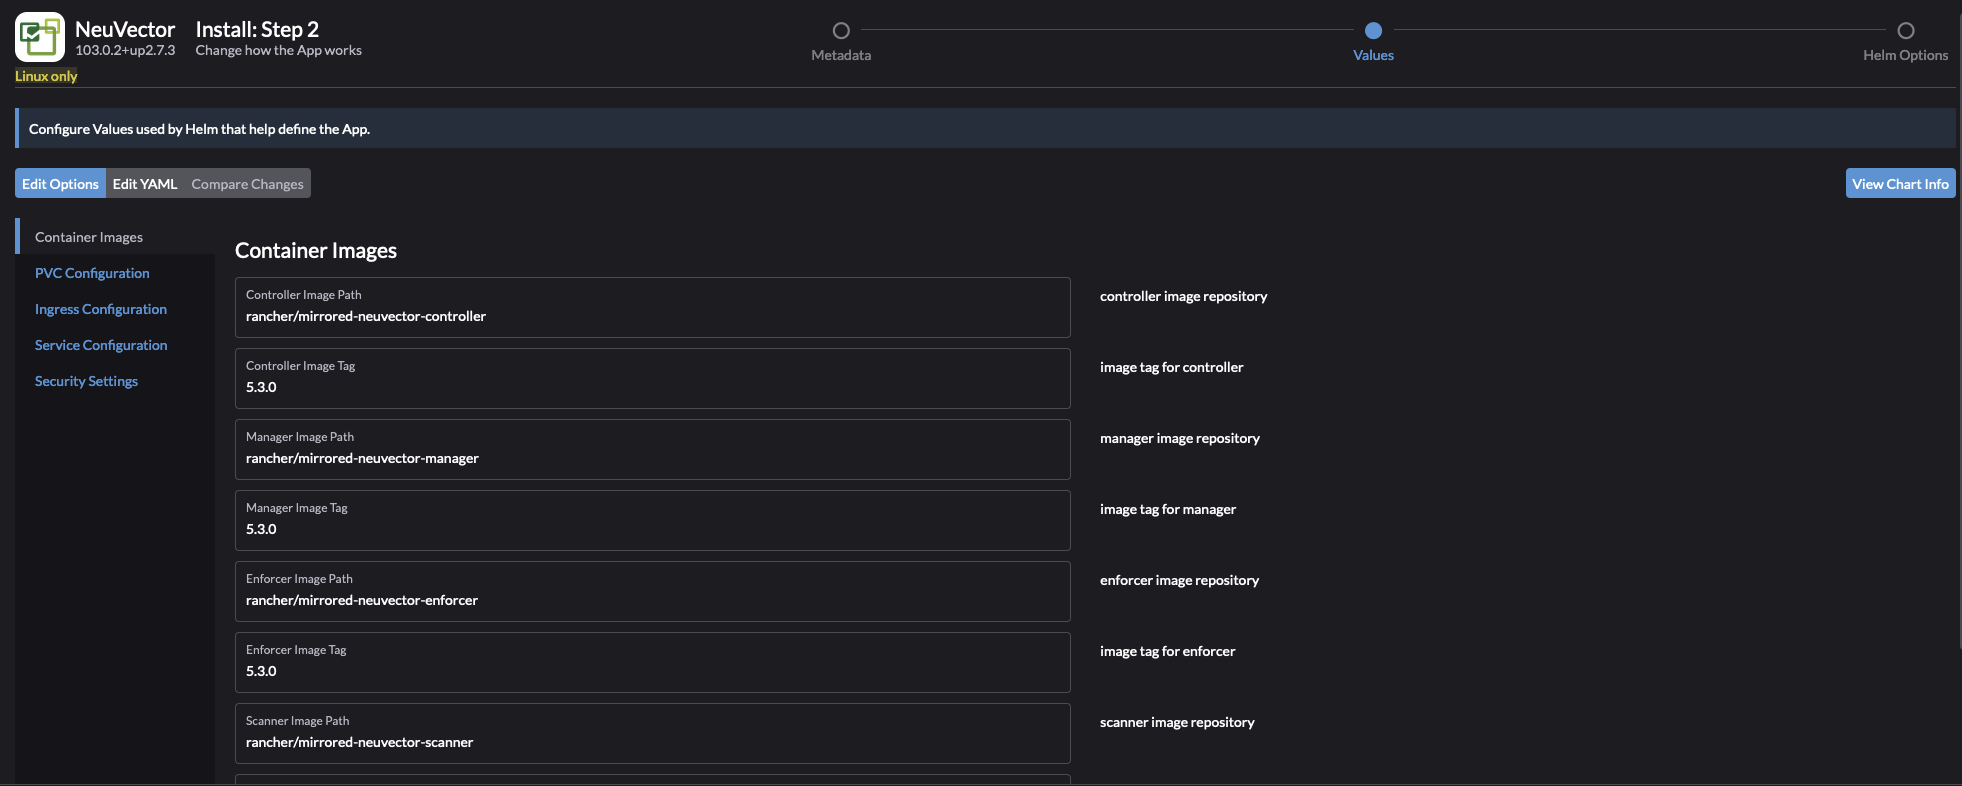 NeuVector
103.0.2+up2.7.3
Linux only
Install: Step 2
Change how the App works
Metadata
Values
Helm Options
Configure Values used by Helm that help define the App.
Edit Options
Edit YAML
Compare Changes
View Chart Info
Container Images
PVC Configuration
Ingress Configuration
Service Configuration
Security Settings
Container Images
Controller Image Path
rancher/mirrored-neuvector-controller
controller image repository
Controller Image Tag
5.3.0
image tag for controller
Manager Image Path
rancher/mirrored-neuvector-manager
manager image repository
Manager Image Tag
5.3.0
image tag for manager
Enforcer Image Path
rancher/mirrored-neuvector-enforcer
enforcer image repository
Enforcer Image Tag
5.3.0
image tag for enforcer
Scanner Image Path
rancher/mirrored-neuvector-scanner
scanner image repository